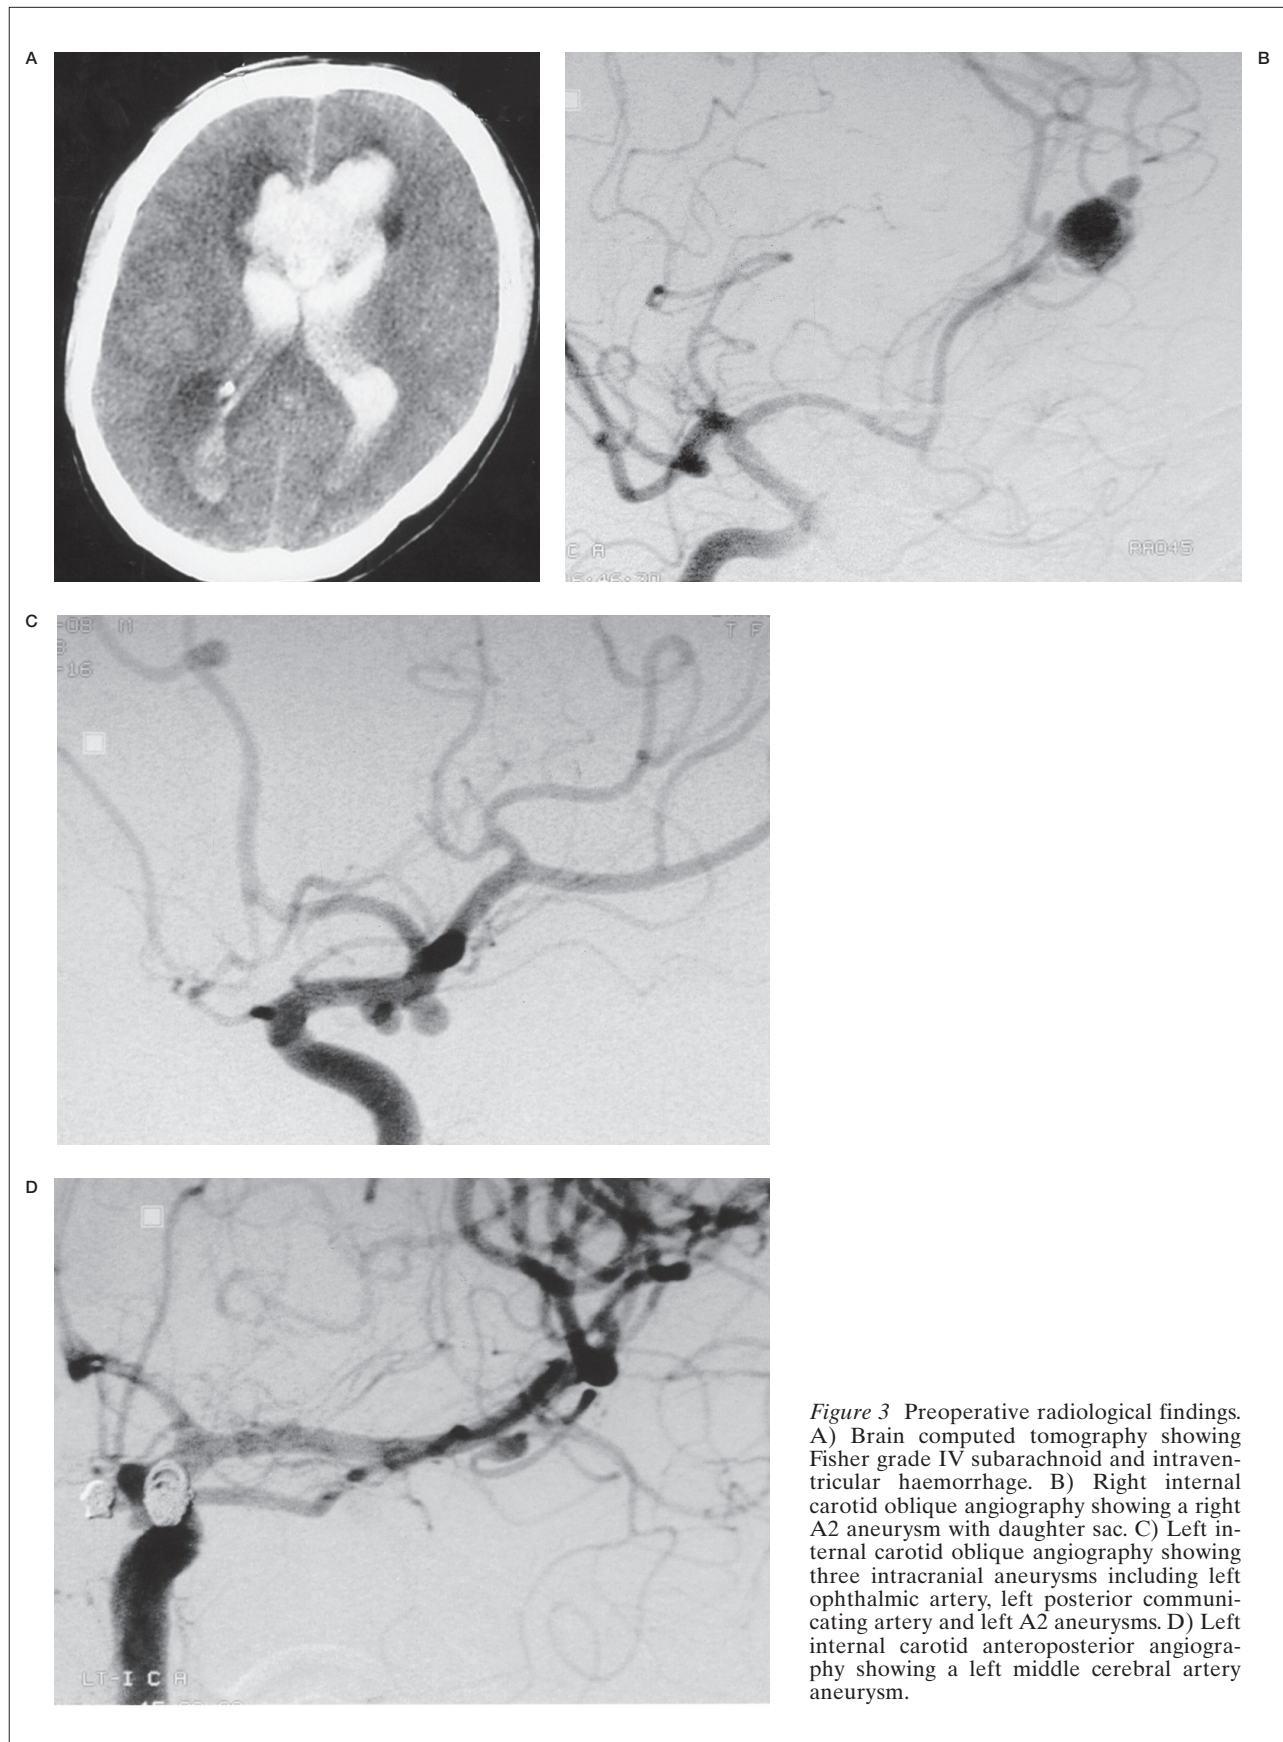 A
B
C A
RA045
C
-08 M
-16
T F
D
LT-I C A
Figure 3 Preoperative radiological findings.
A) Brain computed tomography showing
Fisher grade IV subarachnoid and intraven-
tricular haemorrhage. B) Right internal
carotid oblique angiography showing a right
A2 aneurysm with daughter sac. C) Left in-
ternal carotid oblique angiography showing
three intracranial aneurysms including left
ophthalmic artery, left posterior communi-
cating artery and left A2 aneurysms. D) Left
internal carotid anteroposterior angiogra-
phy showing a left middle cerebral artery
aneurysm.